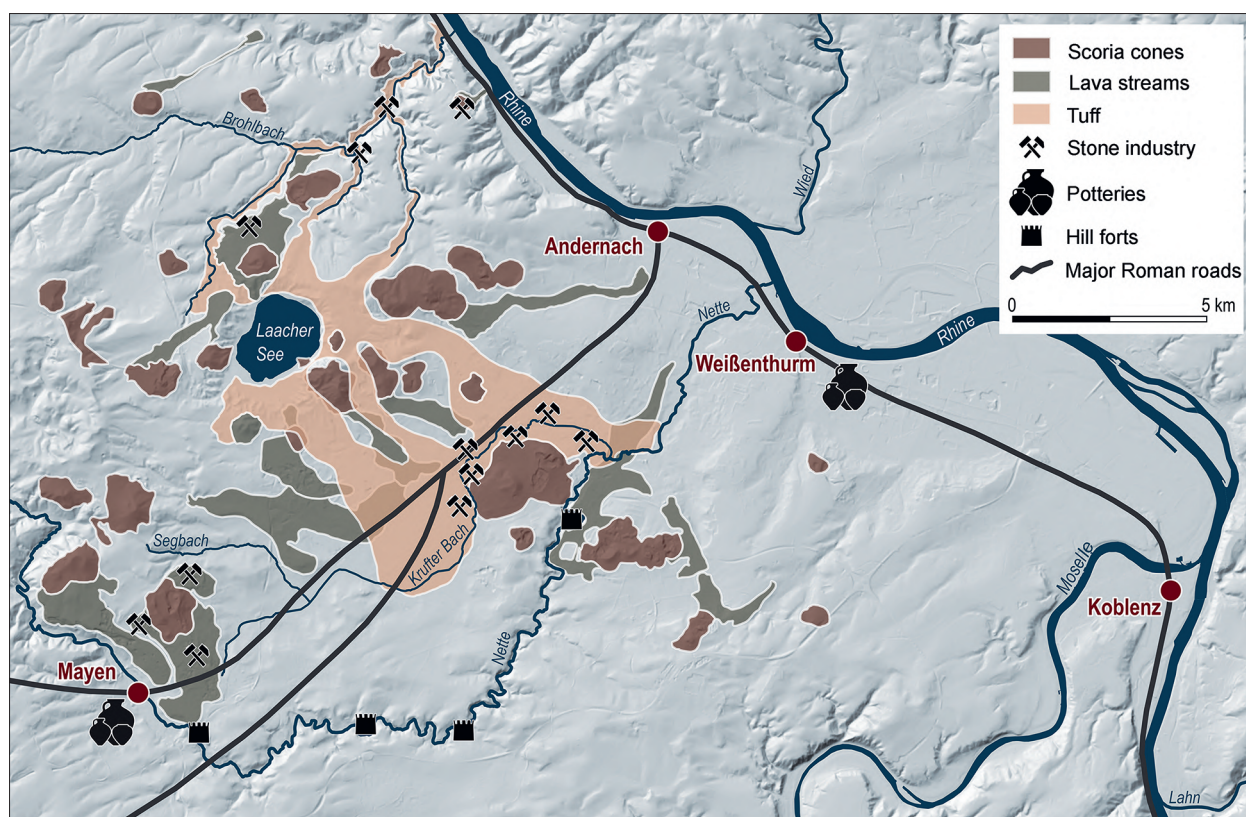 Scoria cones
Lava streams
Tuff
Stone industry
Potteries
Hill forts
Major Roman roads
0 5 km
Rhine
Brohlbach
Wied
Andernach
Nette
Laacher
See
Rhine
Weißenthurm
Segbach
Krufter Bach
Moselle
Koblenz
Nette
Mayen
Lahn